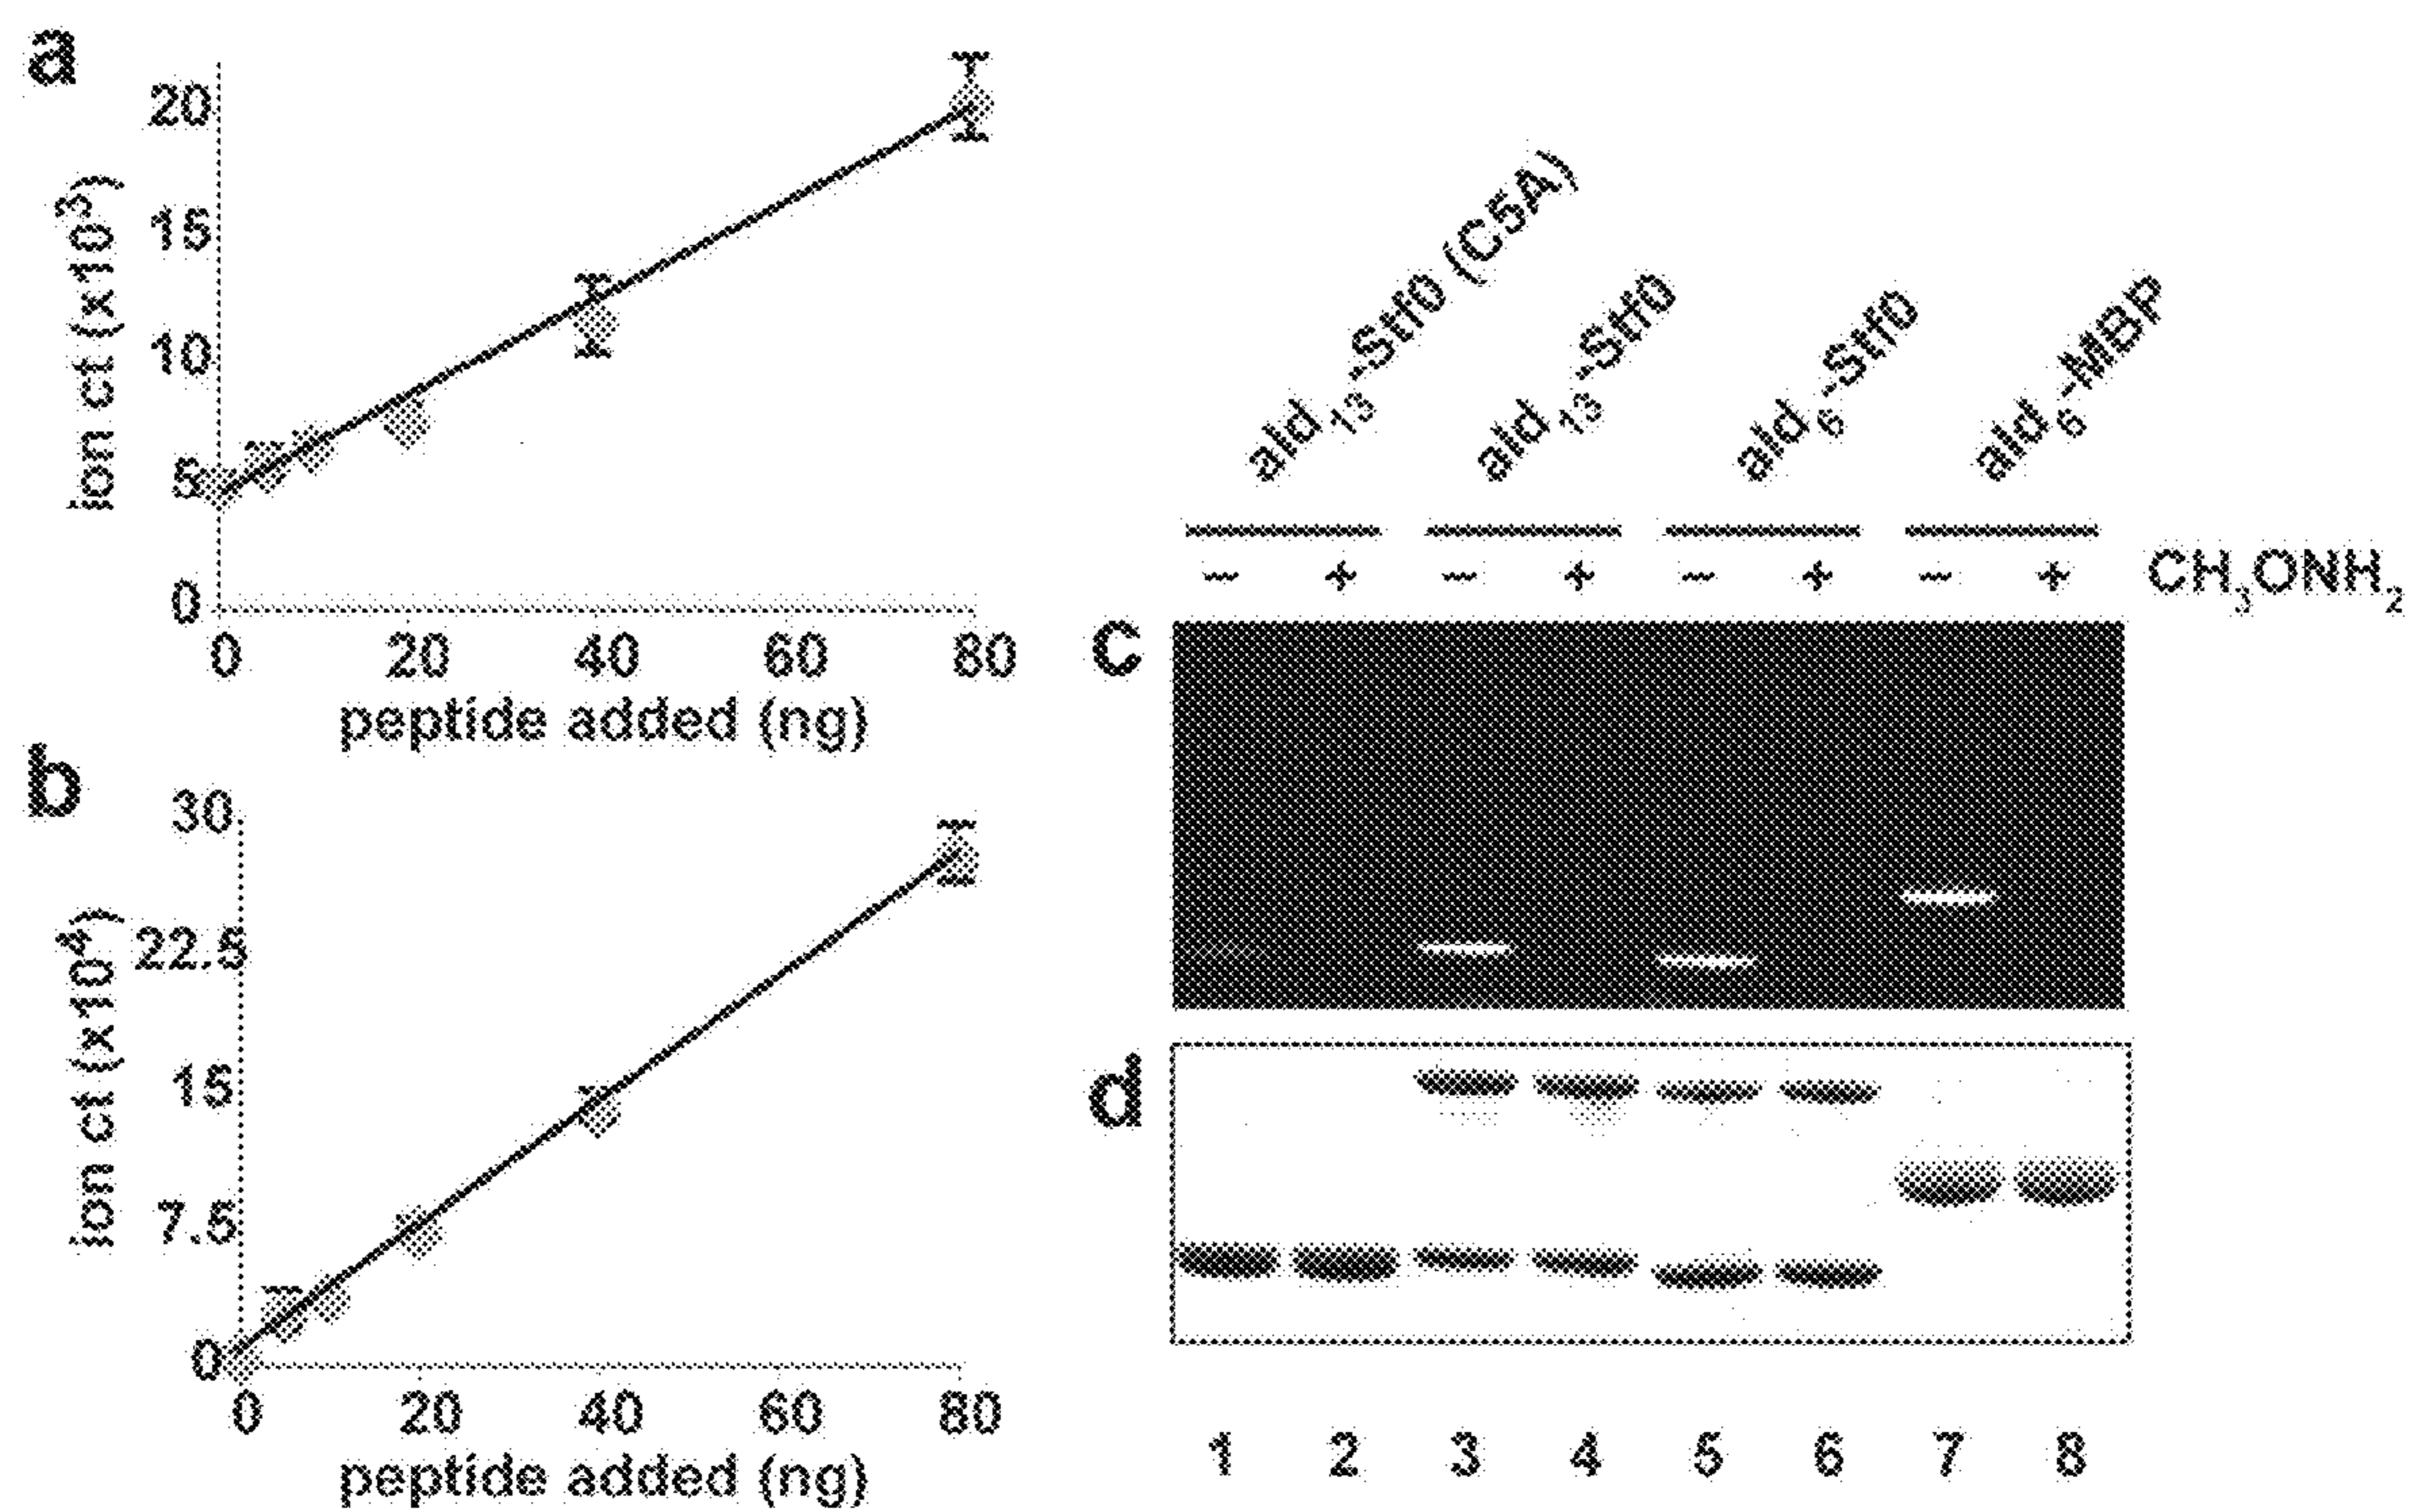 a
20
15
10
5
0
ion ct (x10³)
0 20 40 60 80
peptide added (ng)
b
30
22.5
15
7.5
0
ion ct (x10⁴)
0 20 40 60 80
peptide added (ng)
ald₁₃-Stf0 (C5A)
ald₁₃-Stf0
ald₆-Stf0
ald₆-MBP
− + − + − + − + CH₃ONH₂
c
d
1 2 3 4 5 6 7 8